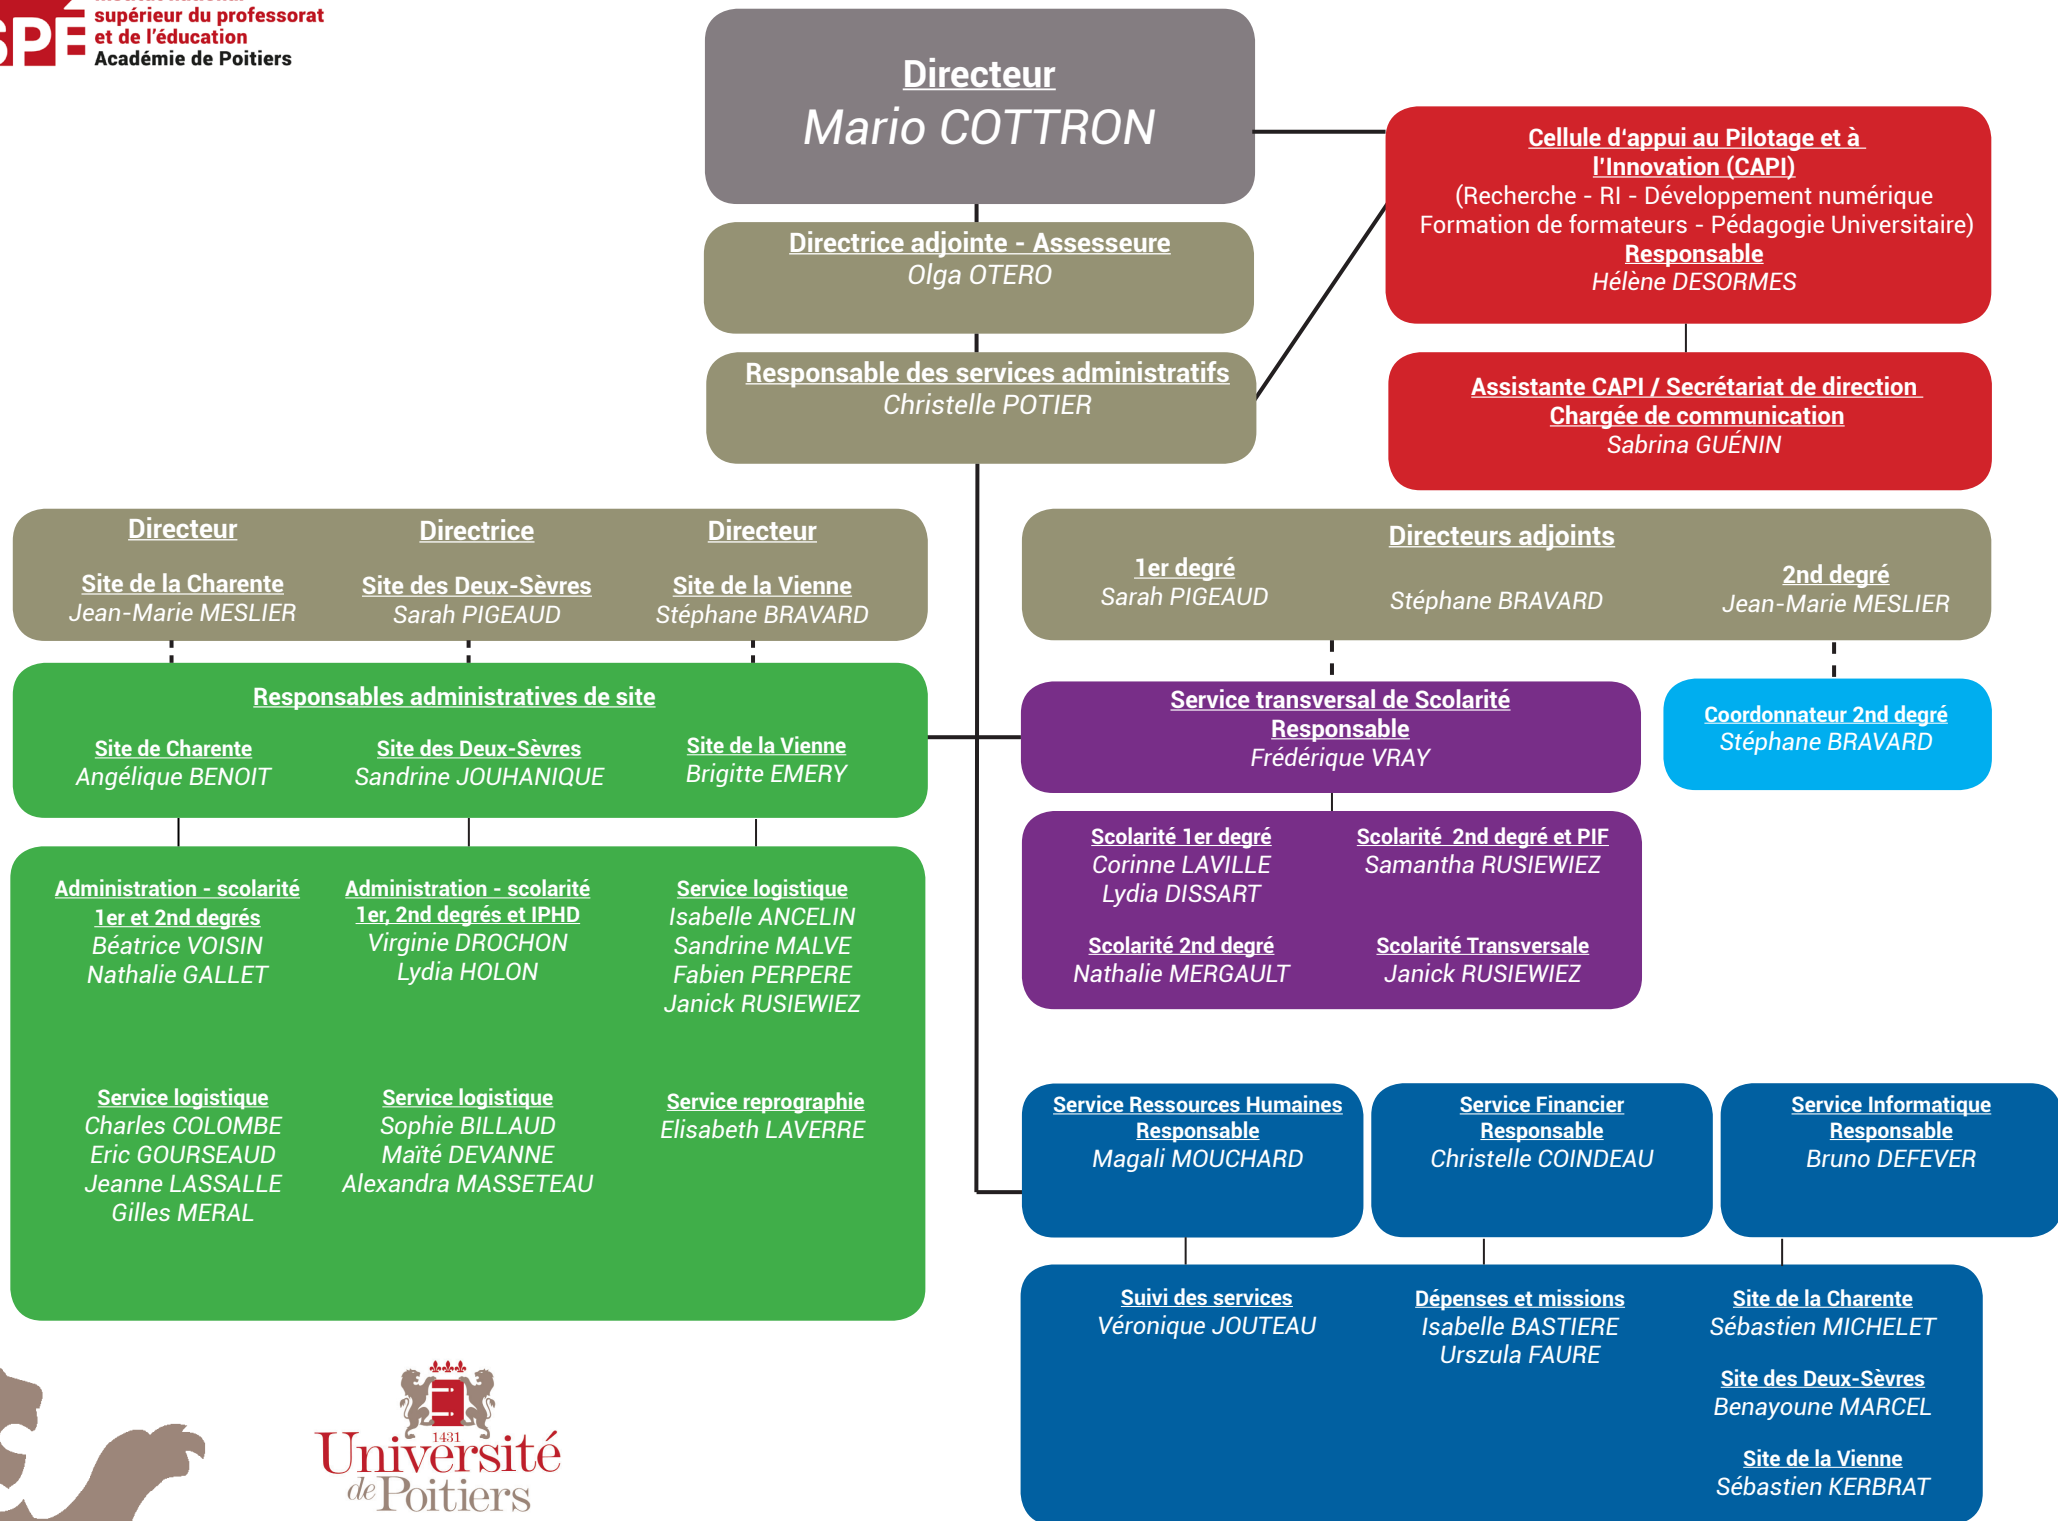 SPÉ
supérieur du professorat
et de l'éducation
Académie de Poitiers
Directeur
Mario COTTRON
Cellule d'appui au Pilotage et à
l'Innovation (CAPI)
(Recherche - RI - Développement numérique
Formation de formateurs - Pédagogie Universitaire)
Responsable
Hélène DESORMES
Directrice adjointe - Assesseure
Olga OTERO
Responsable des services administratifs
Christelle POTIER
Assistante CAPI / Secrétariat de direction
Chargée de communication
Sabrina GUÉNIN
Directeur
Site de la Charente
Jean-Marie MESLIER
Directrice
Site des Deux-Sèvres
Sarah PIGEAUD
Directeur
Site de la Vienne
Stéphane BRAVARD
Directeurs adjoints
1er degré
Sarah PIGEAUD
Stéphane BRAVARD
2nd degré
Jean-Marie MESLIER
Responsables administratives de site
Site de Charente
Angélique BENOIT
Site des Deux-Sèvres
Sandrine JOUHANIQUE
Site de la Vienne
Brigitte EMERY
Service transversal de Scolarité
Responsable
Frédérique VRAY
Coordonnateur 2nd degré
Stéphane BRAVARD
Administration - scolarité
1er et 2nd degrés
Béatrice VOISIN
Nathalie GALLET
Administration - scolarité
1er, 2nd degrés et IPHD
Virginie DROCHON
Lydia HOLON
Service logistique
Isabelle ANCELIN
Sandrine MALVE
Fabien PERPERE
Janick RUSIEWIEZ
Service logistique
Charles COLOMBE
Eric GOURSEAUD
Jeanne LASSALLE
Gilles MERAL
Service logistique
Sophie BILLAUD
Maïté DEVANNE
Alexandra MASSETEAU
Service reprographie
Elisabeth LAVERRE
Scolarité 1er degré
Corinne LAVILLE
Lydia DISSART
Scolarité 2nd degré et PIF
Samantha RUSIEWIEZ
Scolarité 2nd degré
Nathalie MERGAULT
Scolarité Transversale
Janick RUSIEWIEZ
Service Ressources Humaines
Responsable
Magali MOUCHARD
Service Financier
Responsable
Christelle COINDEAU
Service Informatique
Responsable
Bruno DEFEVER
Suivi des services
Véronique JOUTEAU
Dépenses et missions
Isabelle BASTIERE
Urszula FAURE
Site de la Charente
Sébastien MICHELET
Site des Deux-Sèvres
Benayoune MARCEL
Site de la Vienne
Sébastien KERBRAT
1431
Université
de Poitiers